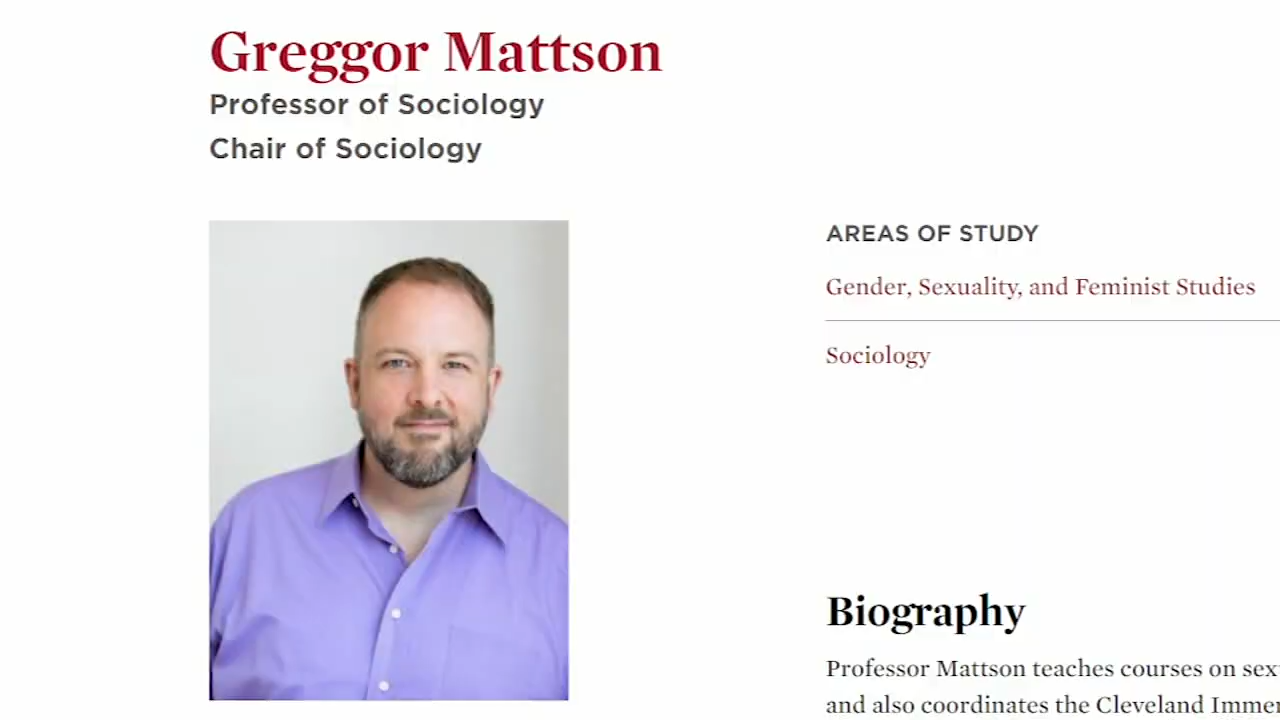 Greggor Mattson
Professor of Sociology
Chair of Sociology
AREAS OF STUDY
Gender, Sexuality, and Feminist Studies
Sociology
Biography
Professor Mattson teaches courses on
and also coordinates the Cleveland